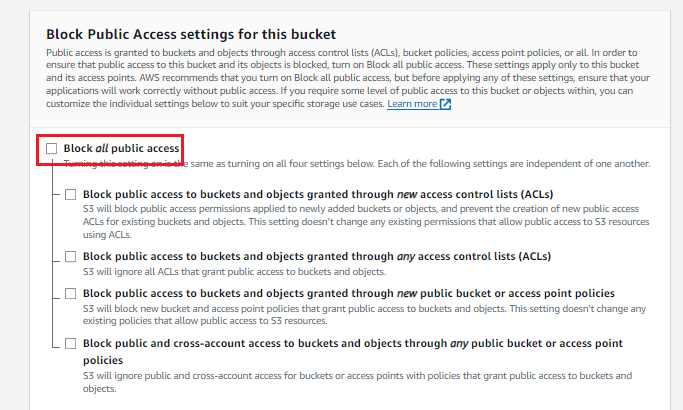 Block Public Access settings for this bucket
Public access is granted to buckets and objects through access control lists (ACLs), bucket policies, access point policies, or all. In order to
ensure that public access to this bucket and its objects is blocked, turn on Block all public access. These settings apply only to this bucket
and its access points. AWS recommends that you turn on Block all public access, but before applying any of these settings, ensure that your
applications will work correctly without public access. If you require some level of public access to this bucket or objects within, you can
customize the individual settings below to suit your specific storage use cases. Learn more
Block all public access
Turning this setting on is the same as turning on all four settings below. Each of the following settings are independent of one another.
Block public access to buckets and objects granted through new access control lists (ACLs)
S3 will block public access permissions applied to newly added buckets or objects, and prevent the creation of new public access
ACLs for existing buckets and objects. This setting doesn't change any existing permissions that allow public access to S3 resources
using ACLs.
Block public access to buckets and objects granted through any access control lists (ACLs)
S3 will ignore all ACLs that grant public access to buckets and objects.
Block public access to buckets and objects granted through new public bucket or access point policies
S3 will block new bucket and access point policies that grant public access to buckets and objects. This setting doesn't change any
existing policies that allow public access to S3 resources.
Block public and cross-account access to buckets and objects through any public bucket or access point
policies
S3 will ignore public and cross-account access for buckets or access points with policies that grant public access to buckets and
objects.